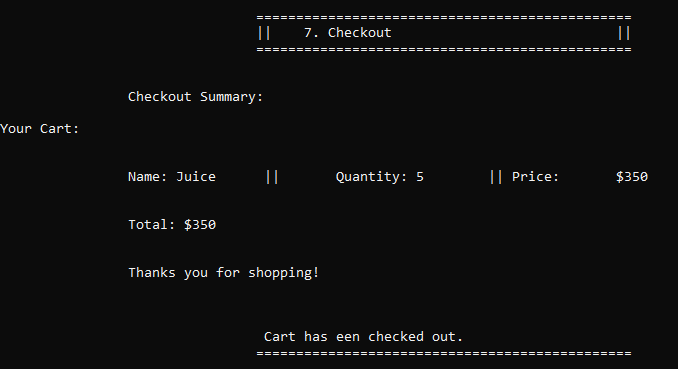 ===============================================
||    7. Checkout                            ||
===============================================
Checkout Summary:
Your Cart:
Name: Juice      ||       Quantity: 5        || Price:       $350
Total: $350
Thanks you for shopping!
Cart has een checked out.
===============================================